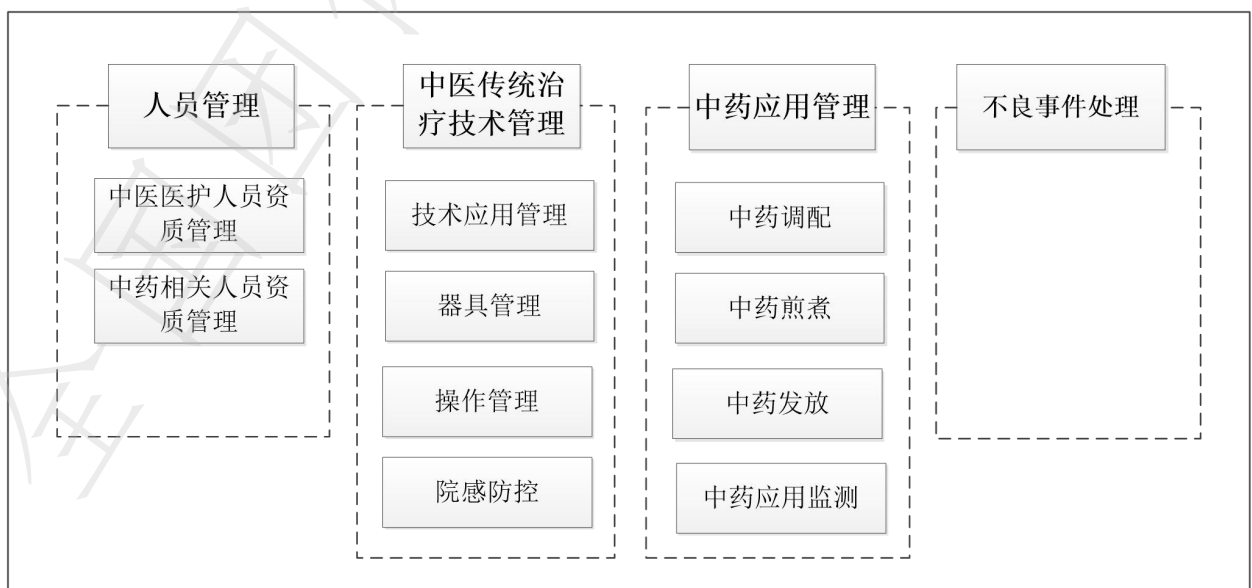 人员管理
中医医护人员资
质管理
中药相关人员资
质管理
中医传统治
疗技术管理
技术应用管理
器具管理
操作管理
院感防控
中药应用管理
中药调配
中药煎煮
中药发放
中药应用监测
不良事件处理
全国团